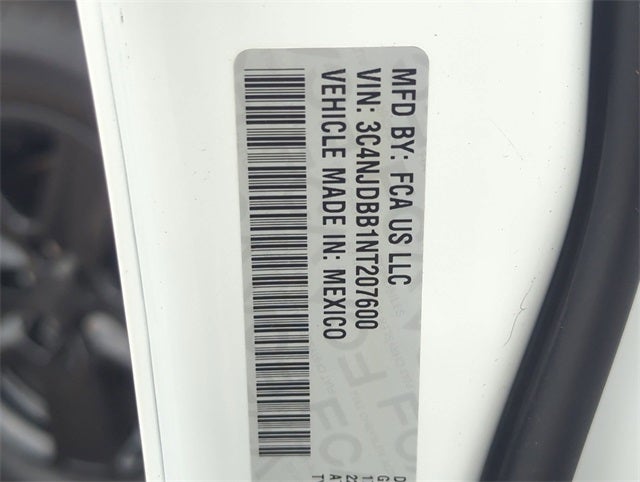 MFD BY: FCA US LLC
VIN: 3C4NJDBB1NT207600
VEHICLE MADE IN: MEXICO